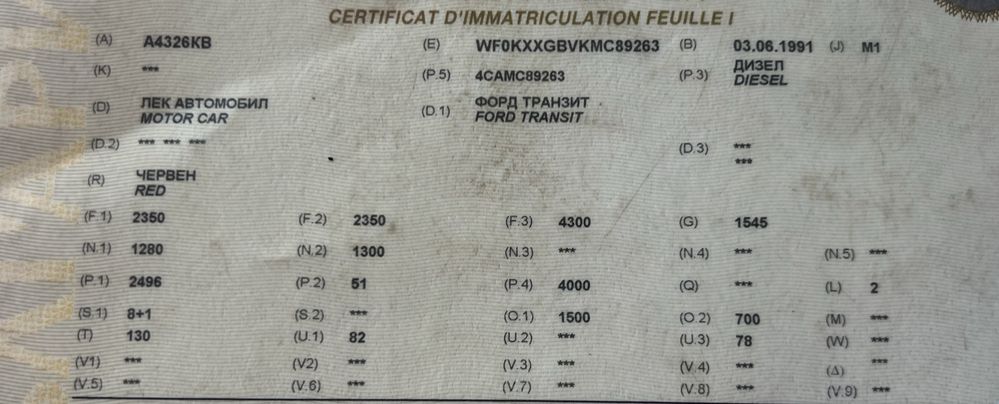 CERTIFICAT D'IMMATRICULATION FEUILLE I
(A) A4326KB (E) WF0KXXGBVKMC89263 (B) 03.06.1991 (J) M1
(K) *** (P.5) 4CAMC89263 (P.3) ДИЗЕЛ
DIESEL
(D) ЛЕК АВТОМОБИЛ (D.1) ФОРД ТРАНЗИТ
MOTOR CAR FORD TRANSIT
(D.2) *** *** *** (D.3) ***
***
(R) ЧЕРВЕН
RED
(F.1) 2350 (F.2) 2350 (F.3) 4300 (G) 1545
(N.1) 1280 (N.2) 1300 (N.3) *** (N.4) *** (N.5) ***
(P.1) 2496 (P.2) 51 (P.4) 4000 (Q) *** (L) 2
(S.1) 8+1 (S.2) *** (O.1) 1500 (O.2) 700 (M) ***
(T) 130 (U.1) 82 (U.2) *** (U.3) 78 (W) ***
(V1) *** (V2) *** (V.3) *** (V.4) *** (Δ) ***
(V.5) *** (V.6) *** (V.7) *** (V.8) *** (V.9) ***